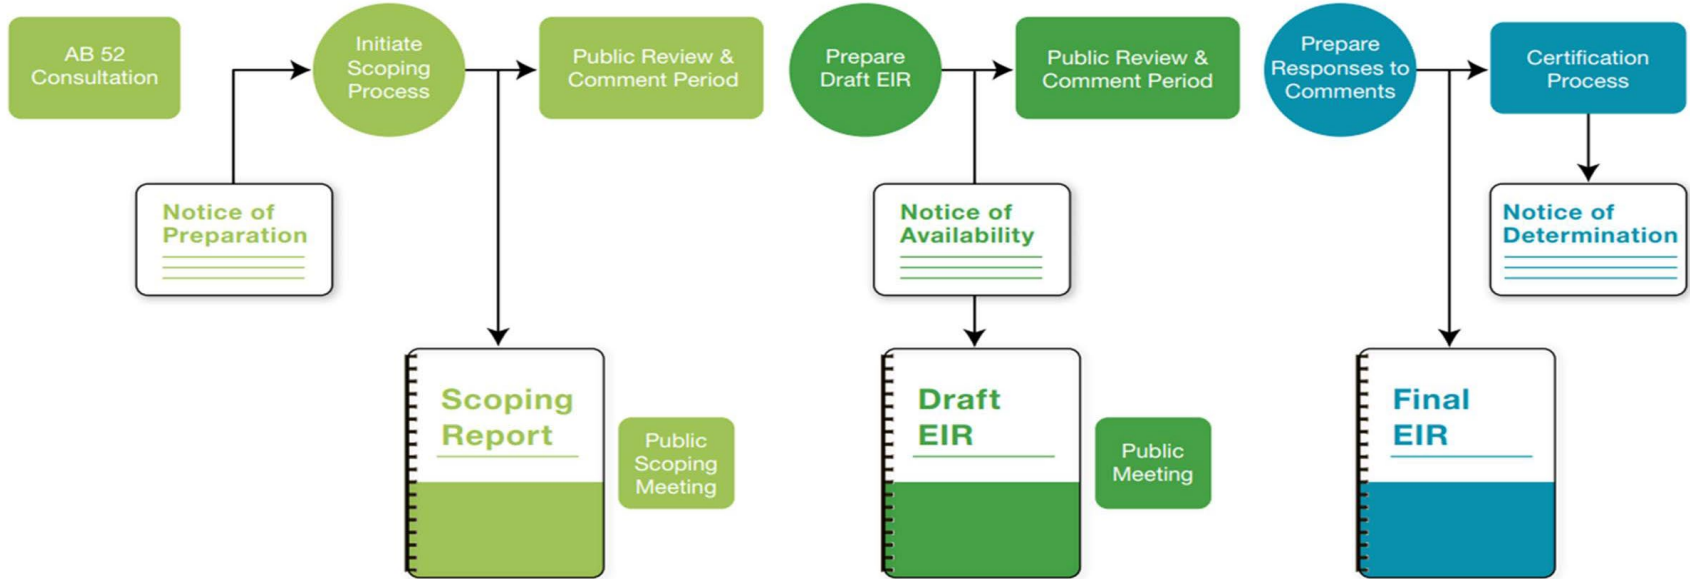 AB 52
Consultation
Initiate
Scoping
Process
Public Review &
Comment Period
Prepare
Draft EIR
Public Review &
Comment Period
Prepare
Responses to
Comments
Certification
Process
Notice of
Preparation
Notice of
Availability
Notice of
Determination
Scoping
Report
Public
Scoping
Meeting
Draft
EIR
Public
Meeting
Final
EIR